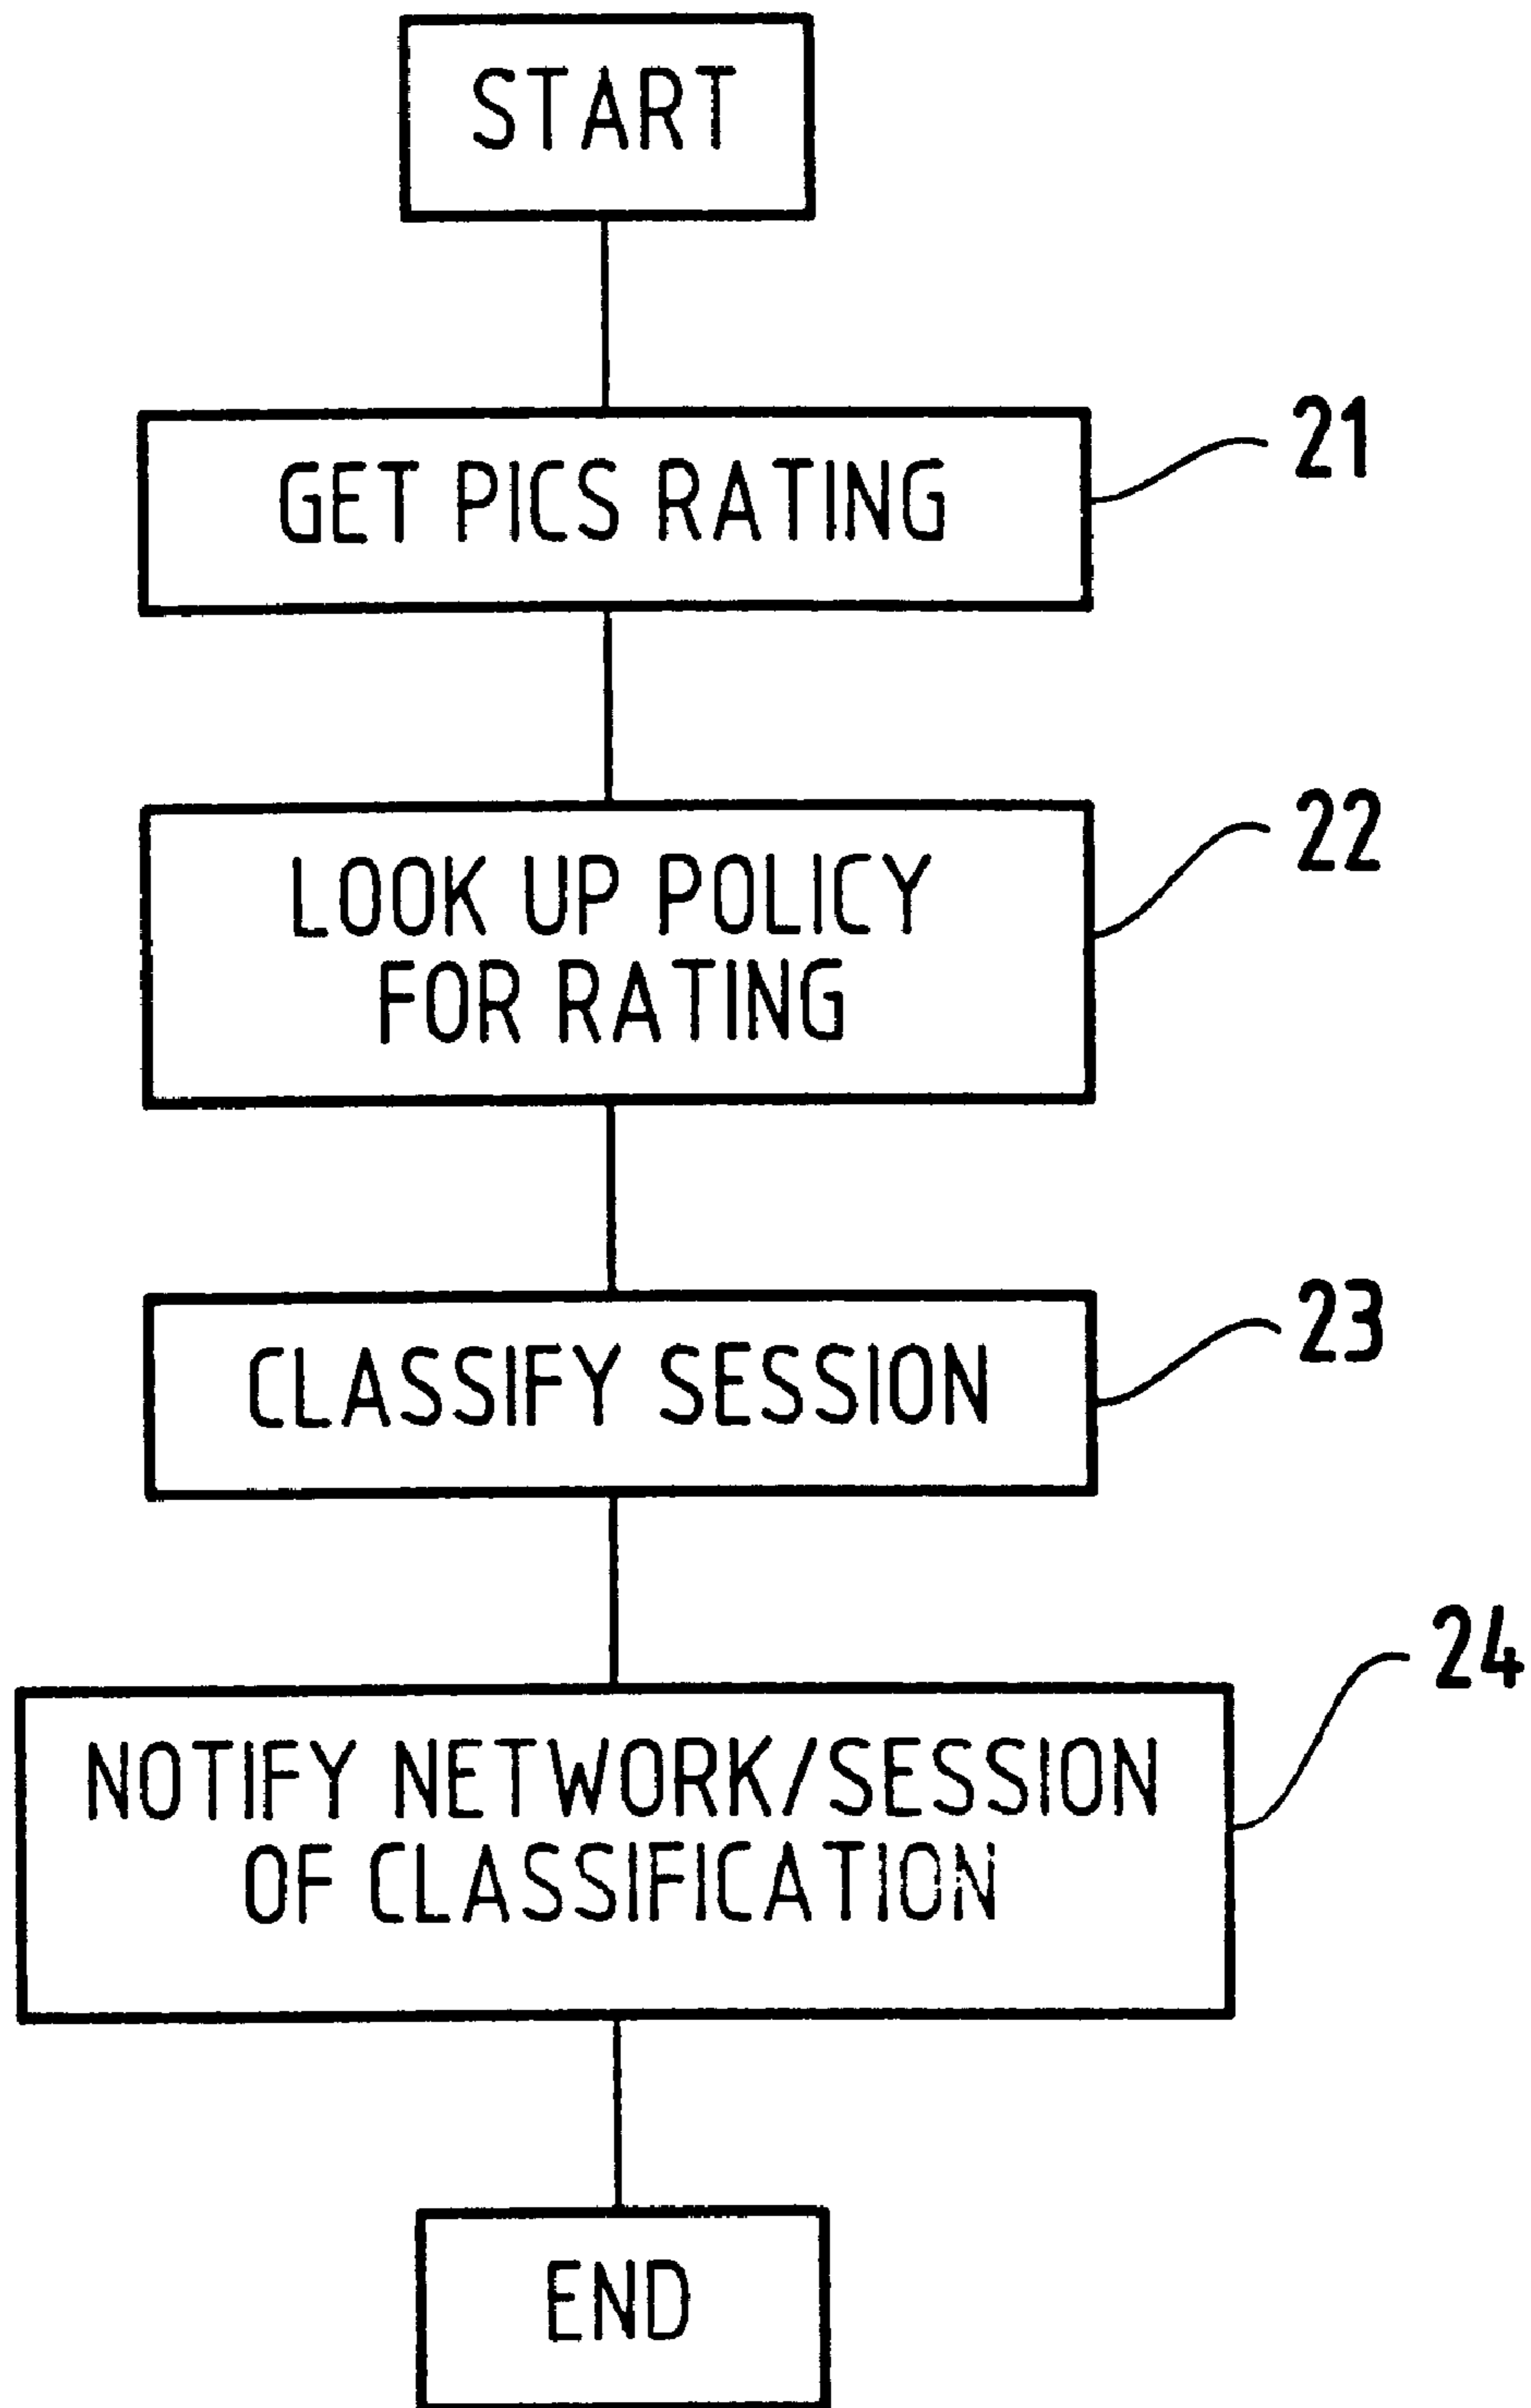 START
GET PICS RATING
21
LOOK UP POLICY
FOR RATING
22
CLASSIFY SESSION
23
NOTIFY NETWORK/SESSION
OF CLASSIFICATION
24
END